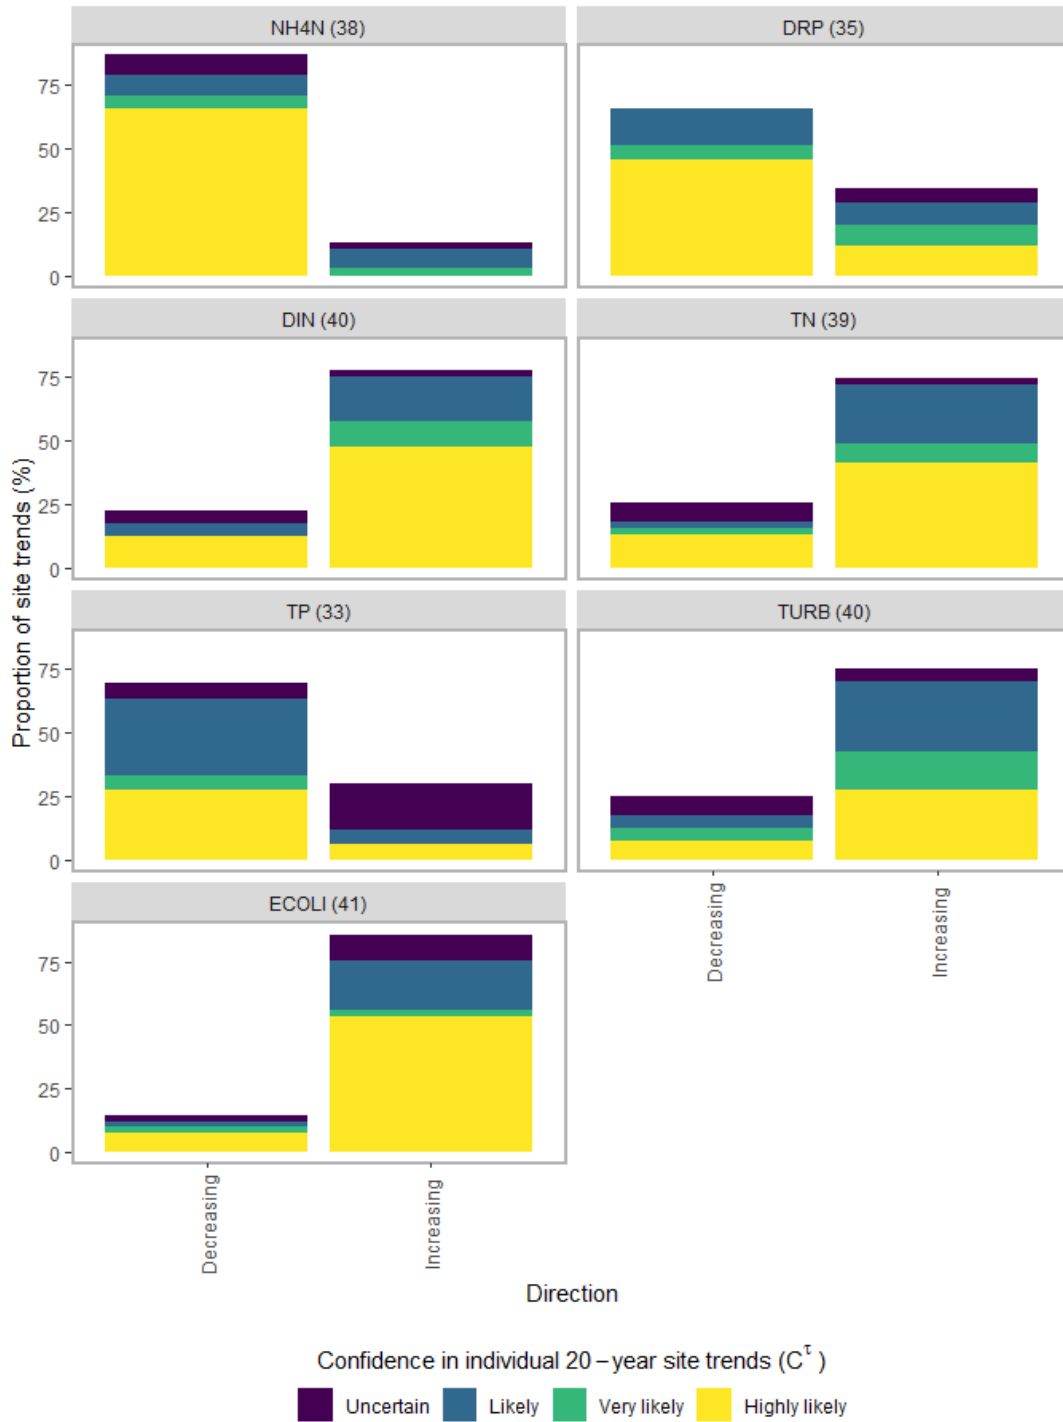 NH4N (38)
DRP (35)
75
50
25
0
DIN (40)
TN (39)
75
50
25
0
TP (33)
TURB (40)
75
50
25
0
Decreasing
Increasing
ECOLI (41)
75
50
25
0
Decreasing
Increasing
Proportion of site trends (%)
Direction
Confidence in individual 20−year site trends (C^τ)
Uncertain Likely Very likely Highly likely